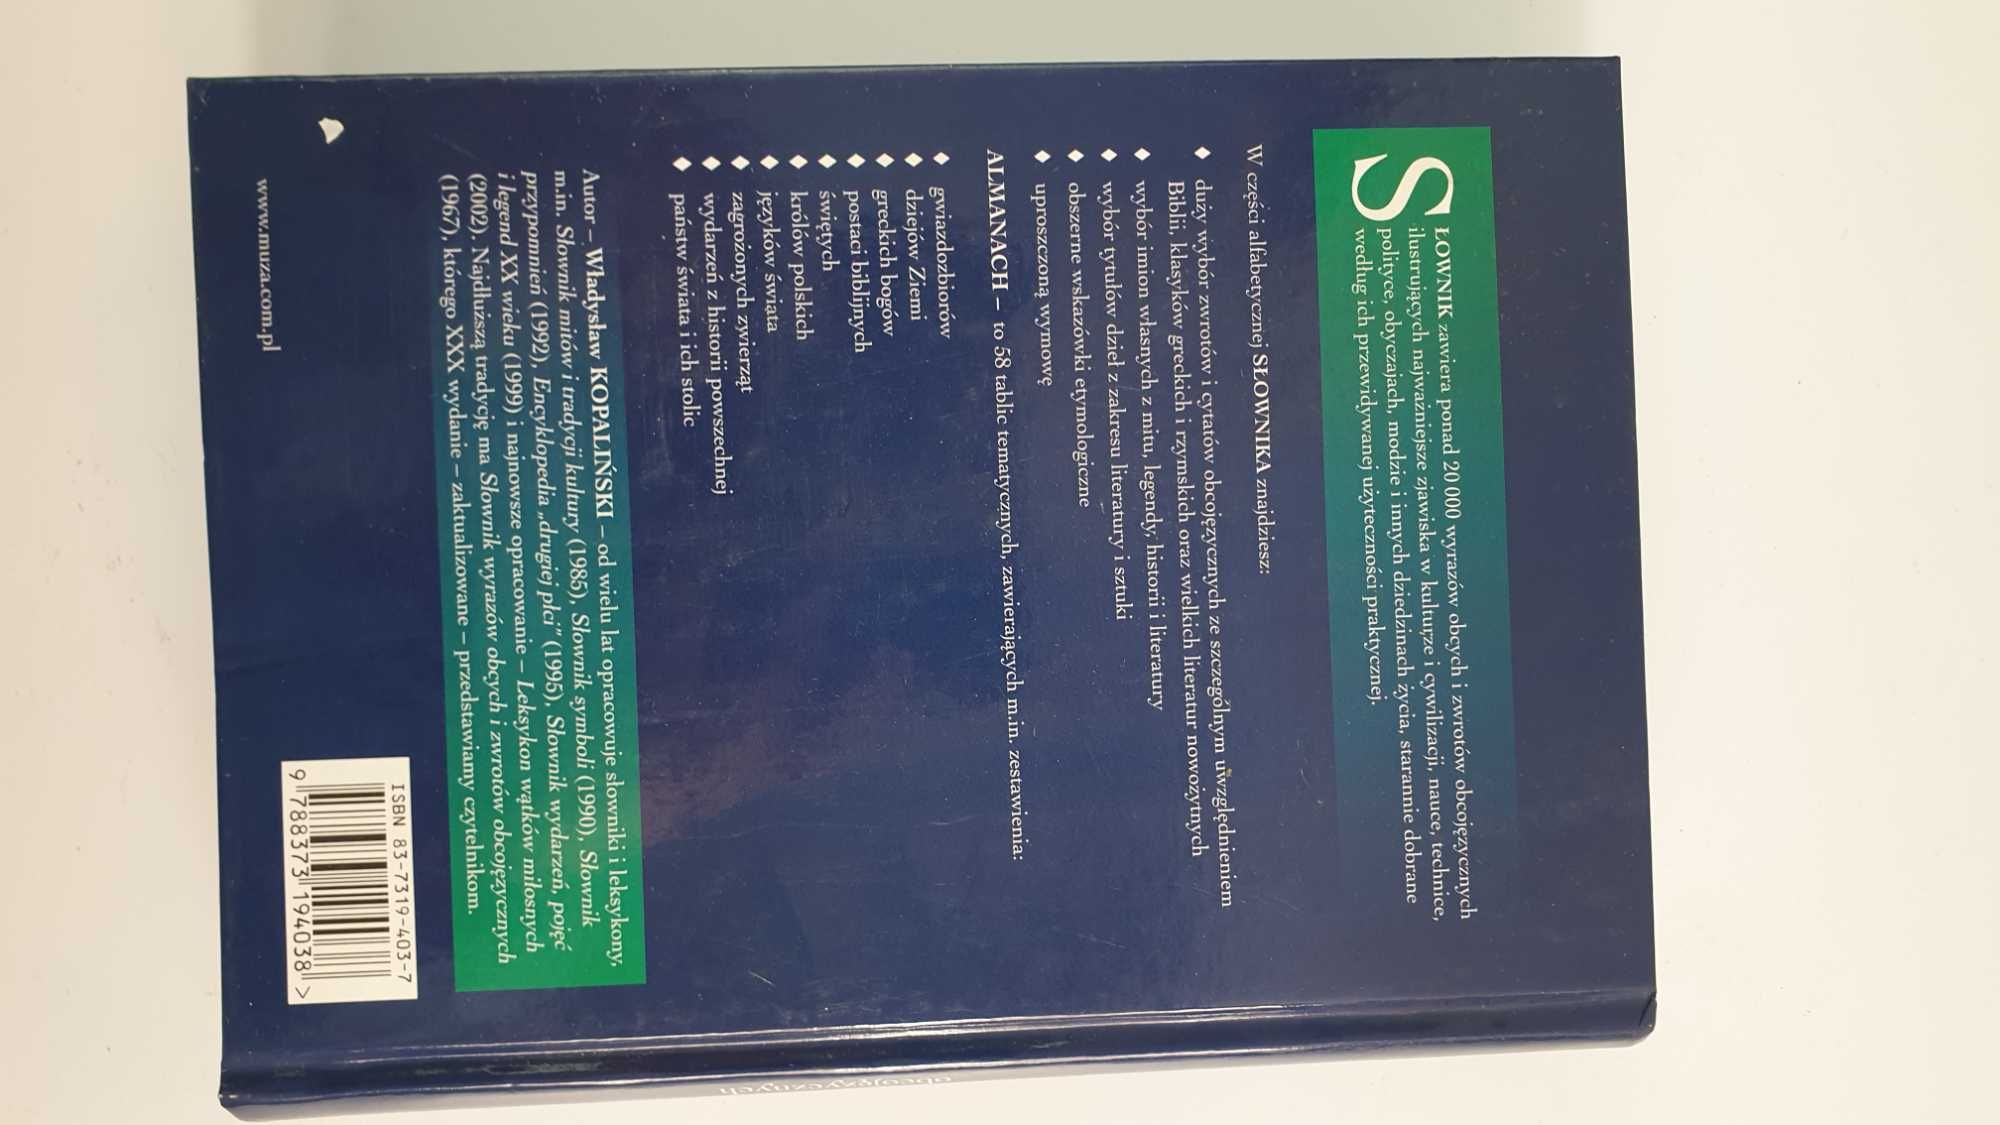 SŁOWNIK zawiera ponad 20 000 wyrazów obcych i zwrotów obcojęzycznych
ilustrujących najważniejsze zjawiska w kulturze i cywilizacji, nauce, technice,
polityce, obyczajach, modzie i innych dziedzinach życia, starannie dobrane
według ich przewidywanej użyteczności praktycznej.
W części alfabetycznej SŁOWNIKA znajdziesz:
♦ duży wybór zwrotów i cytatów obcojęzycznych ze szczególnym uwzględnieniem
Biblii, klasyków greckich i rzymskich oraz wielkich literatur nowożytnych
♦ wybór imion własnych z mitu, legendy, historii i literatury
♦ wybór tytułów dzieł z zakresu literatury i sztuki
♦ obszerne wskazówki etymologiczne
♦ uproszczoną wymowę
ALMANACH – to 58 tablic tematycznych, zawierających m.in. zestawienia:
♦ gwiazdozbiorów
♦ dziejów Ziemi
♦ greckich bogów
♦ postaci biblijnych
♦ świętych
♦ królów polskich
♦ języków świata
♦ zagrożonych zwierząt
♦ wydarzeń z historii powszechnej
♦ państw świata i ich stolic
Autor – Władysław KOPALIŃSKI – od wielu lat opracowuje słowniki i leksykony,
m.in. Słownik mitów i tradycji kultury (1985), Słownik symboli (1990), Słownik
przypomnień (1992), Encyklopedia „drugiej płci" (1995), Słownik wydarzeń, pojęć
i legend XX wieku (1999) i najnowsze opracowanie – Leksykon wątków miłosnych
(2002). Najdłuższą tradycję ma Słownik wyrazów obcych i zwrotów obcojęzycznych
(1967), którego XXX wydanie – zaktualizowane – przedstawiamy czytelnikom.
ISBN 83-7319-403-7
9 788373 194038 >
www.muza.com.pl
obcojęzycznych